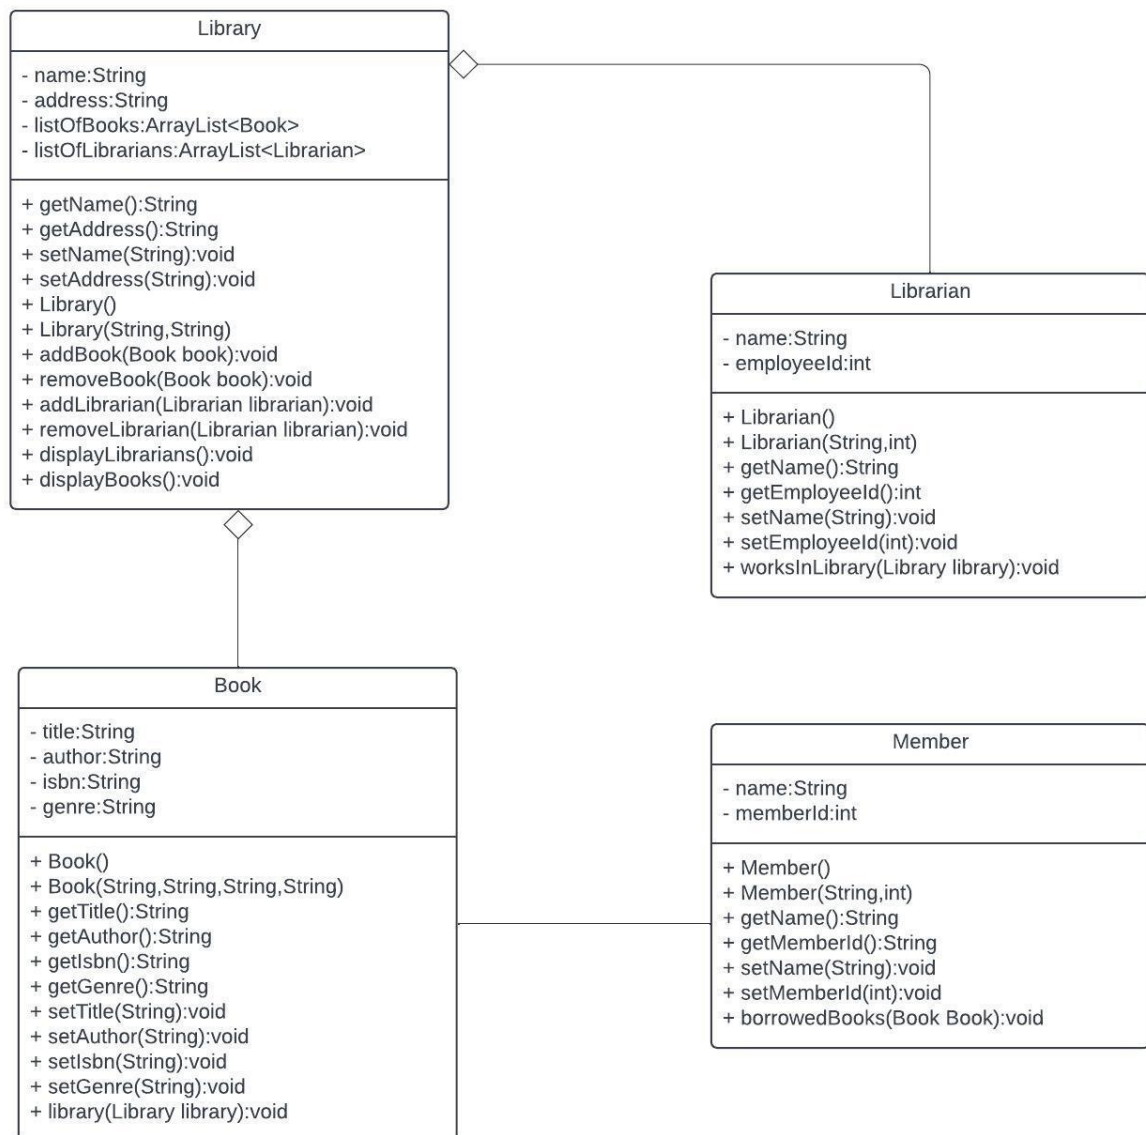 Library
- name:String
- address:String
- listOfBooks:ArrayList<Book>
- listOfLibrarians:ArrayList<Librarian>
+ getName():String
+ getAddress():String
+ setName(String):void
+ setAddress(String):void
+ Library()
+ Library(String,String)
+ addBook(Book book):void
+ removeBook(Book book):void
+ addLibrarian(Librarian librarian):void
+ removeLibrarian(Librarian librarian):void
+ displayLibrarians():void
+ displayBooks():void
Librarian
- name:String
- employeeId:int
+ Librarian()
+ Librarian(String,int)
+ getName():String
+ getEmployeeId():int
+ setName(String):void
+ setEmployeeId(int):void
+ worksInLibrary(Library library):void
Book
- title:String
- author:String
- isbn:String
- genre:String
+ Book()
+ Book(String,String,String,String)
+ getTitle():String
+ getAuthor():String
+ getIsbn():String
+ getGenre():String
+ setTitle(String):void
+ setAuthor(String):void
+ setIsbn(String):void
+ setGenre(String):void
+ library(Library library):void
Member
- name:String
- memberId:int
+ Member()
+ Member(String,int)
+ getName():String
+ getMemberId():String
+ setName(String):void
+ setMemberId(int):void
+ borrowedBooks(Book Book):void